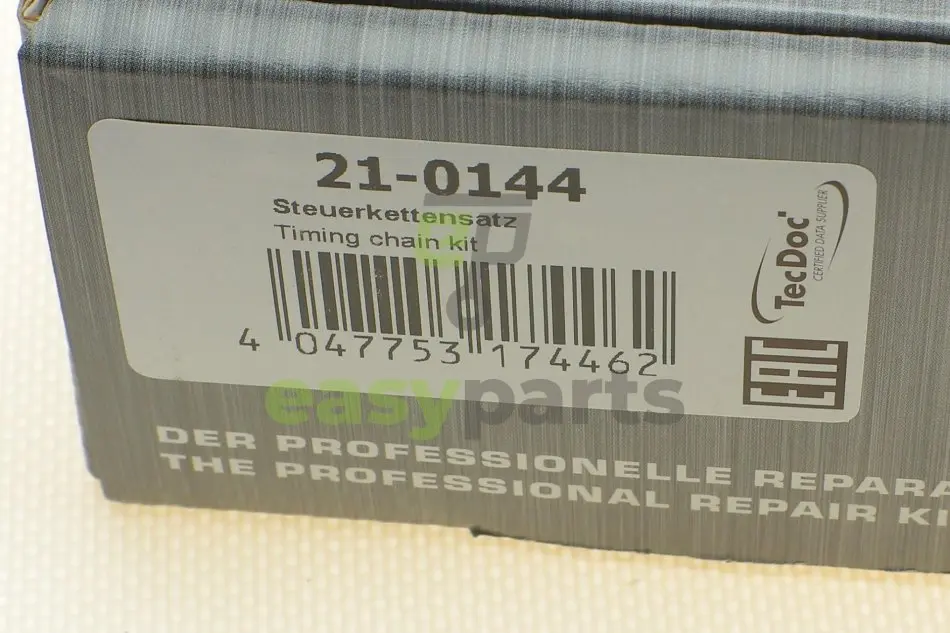 21-0144
Steuerkettensatz
Timing chain kit
4 047753 174462
TecDoc
CERTIFIED DATA SUPPLIER
EAC
easyparts
DER PROFESSIONELLE REPARA
THE PROFESSIONAL REPAIR KI